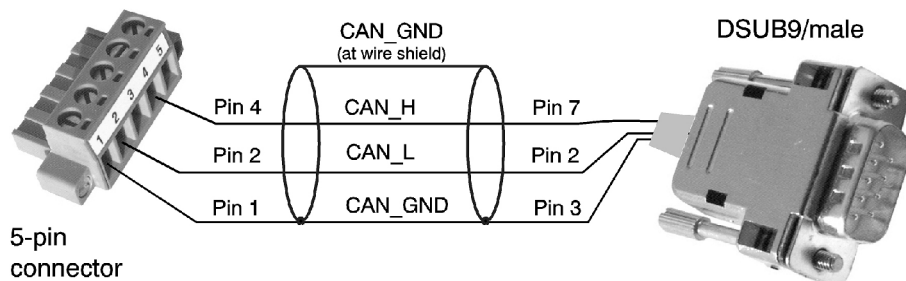 CAN_GND
(at wire shield)
DSUB9/male
1 2 3 4 5
Pin 4 CAN_H Pin 7
Pin 2 CAN_L Pin 2
Pin 1 CAN_GND Pin 3
5-pin
connector